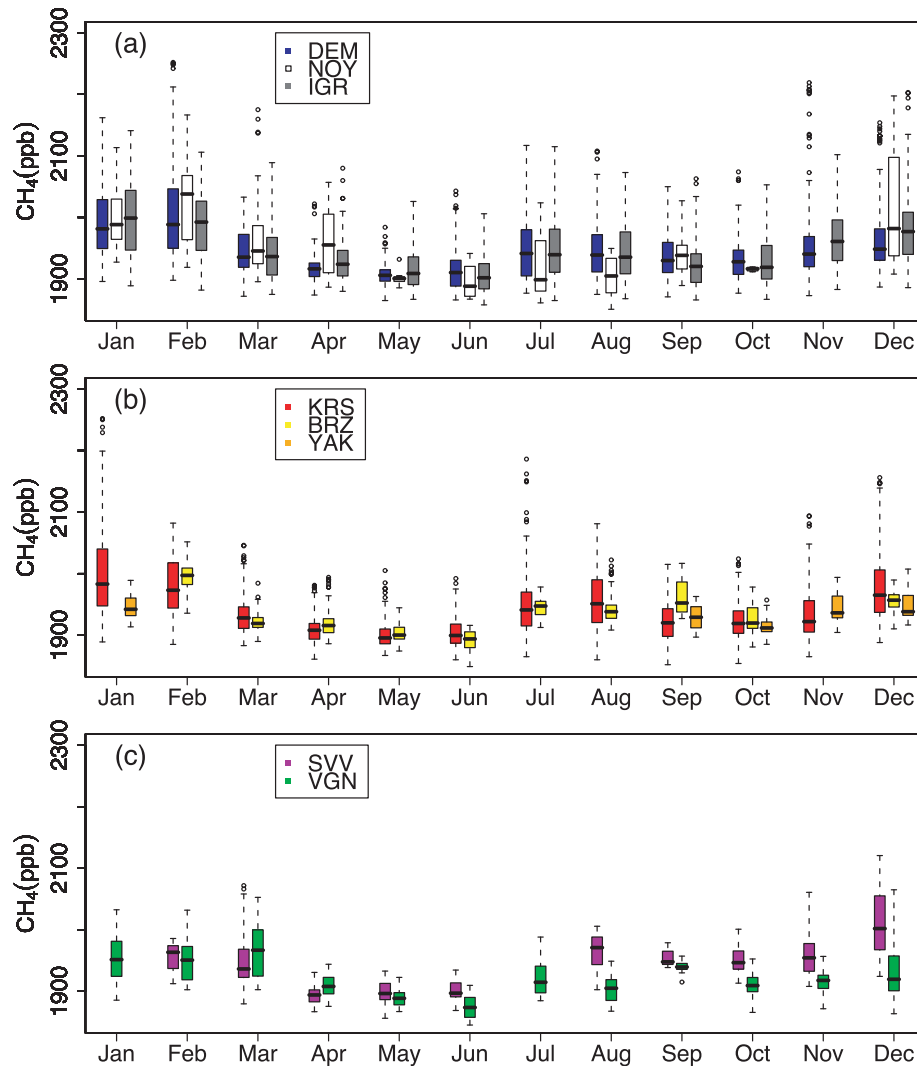 (a)
DEM
NOY
IGR
CH4(ppb)
2300
2100
1900
Jan Feb Mar Apr May Jun Jul Aug Sep Oct Nov Dec
(b)
KRS
BRZ
YAK
CH4(ppb)
2300
2100
1900
Jan Feb Mar Apr May Jun Jul Aug Sep Oct Nov Dec
(c)
SVV
VGN
CH4(ppb)
2300
2100
1900
Jan Feb Mar Apr May Jun Jul Aug Sep Oct Nov Dec